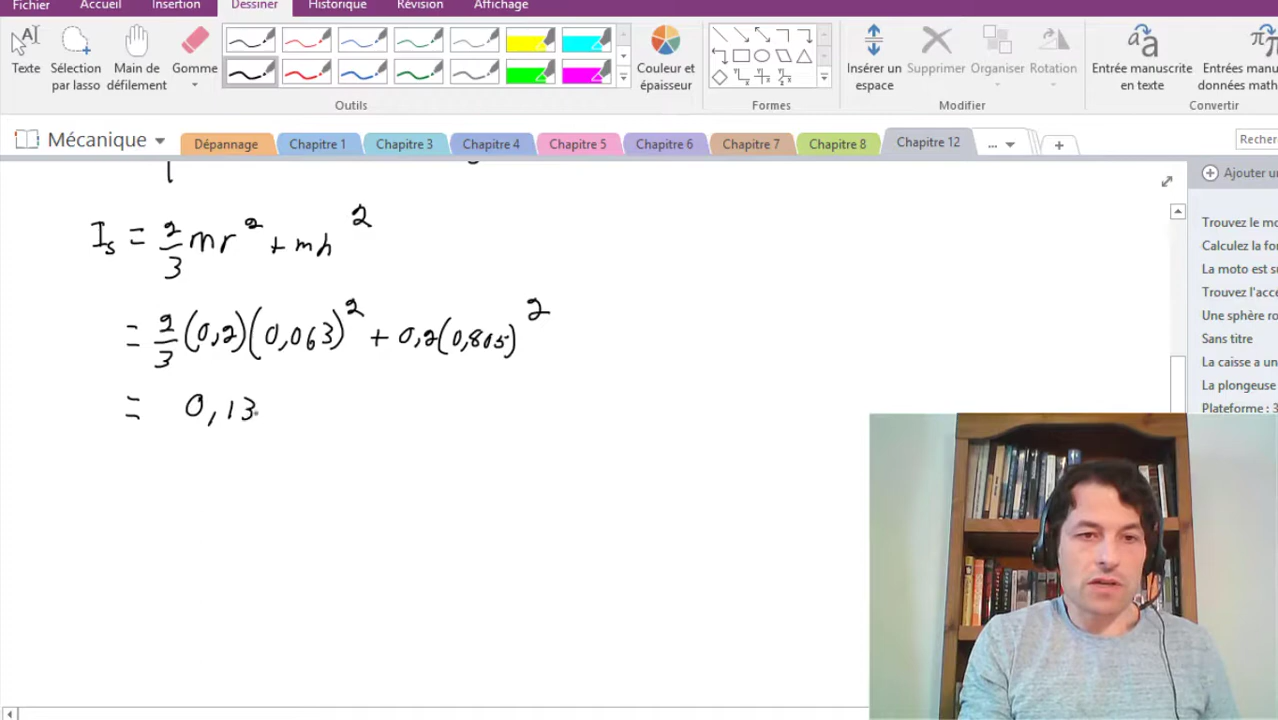 Fichier Accueil Insertion Dessiner Historique Révision Affichage
Texte
Sélection par lasso
Main de défilement
Gomme
Couleur et épaisseur
Insérer un espace
Supprimer
Organiser
Rotation
Entrée manuscrite en texte
Outils Formes Modifier Convertir
Mécanique Dépannage Chapitre 1 Chapitre 3 Chapitre 4 Chapitre 5 Chapitre 6 Chapitre 7 Chapitre 8 Chapitre 12 ...
Ajouter un
Trouvez le mo
Calculez la for
La moto est su
Trouvez l'acce
Une sphère ro
Sans titre
La caisse a im
La plongeuse
Plateforme : 3
I_s = 2/3 mr² + mh²
= 2/3 (0,2)(0,063)² + 0,2(0,805)²
= 0,13